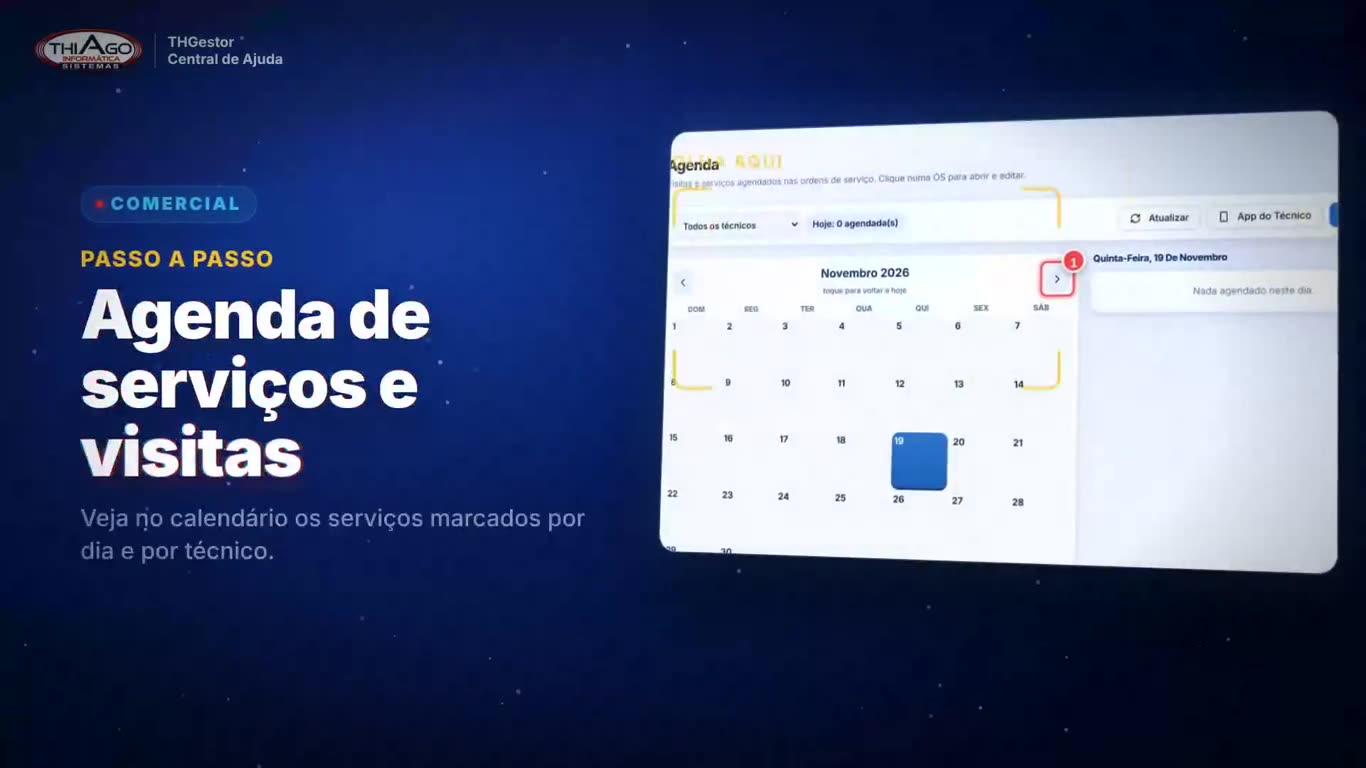 THIAGO
INFORMÁTICA
SISTEMAS
THGestor
Central de Ajuda
COMERCIAL
PASSO A PASSO
Agenda de
serviços e
visitas
Veja no calendário os serviços marcados por
dia e por técnico.
AQUI
Agenda
visitas e serviços agendados nas ordens de serviço. Clique numa OS para abrir e editar.
Todos os técnicos
Hoje: 0 agendada(s)
Atualizar
App do Técnico
Novembro 2026
toque para voltar a hoje
1
DOM SEG TER QUA QUI SEX SÁB
1 2 3 4 5 6 7
8 9 10 11 12 13 14
15 16 17 18 19 20 21
22 23 24 25 26 27 28
29 30
Quinta-Feira, 19 De Novembro
Nada agendado neste dia.